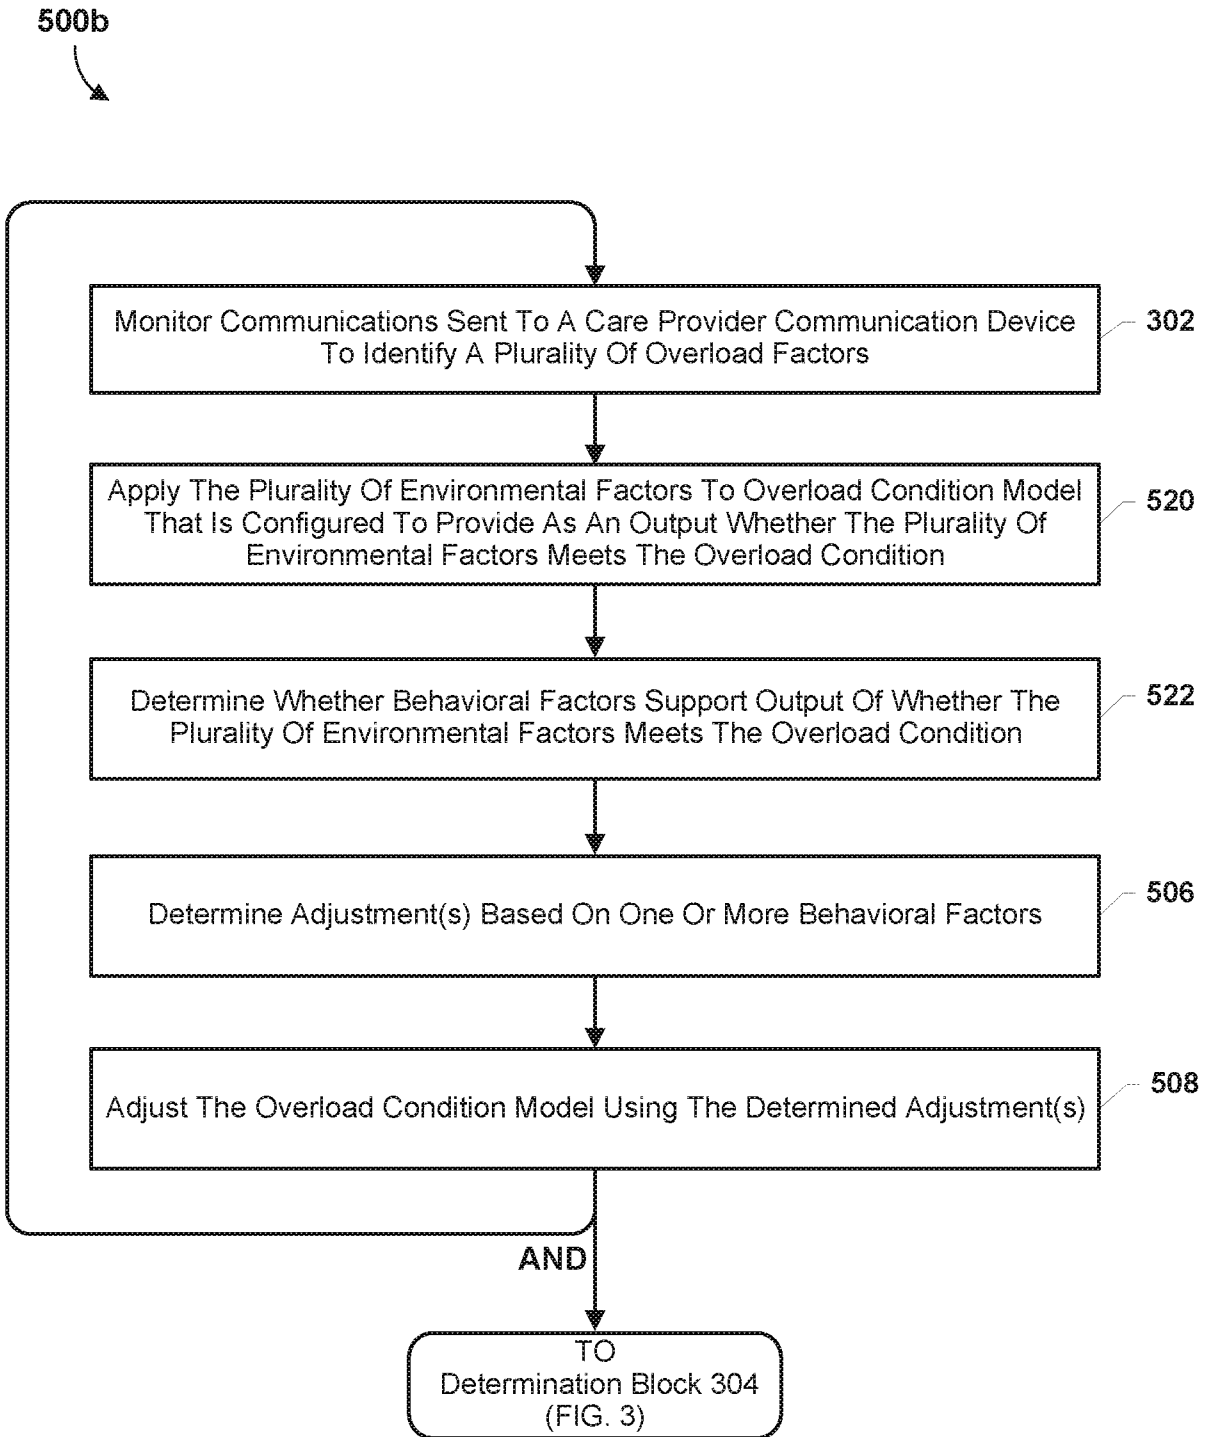 500b
Monitor Communications Sent To A Care Provider Communication Device
To Identify A Plurality Of Overload Factors
302
Apply The Plurality Of Environmental Factors To Overload Condition Model
That Is Configured To Provide As An Output Whether The Plurality Of
Environmental Factors Meets The Overload Condition
520
Determine Whether Behavioral Factors Support Output Of Whether The
Plurality Of Environmental Factors Meets The Overload Condition
522
Determine Adjustment(s) Based On One Or More Behavioral Factors
506
Adjust The Overload Condition Model Using The Determined Adjustment(s)
508
AND
TO
Determination Block 304
(FIG. 3)